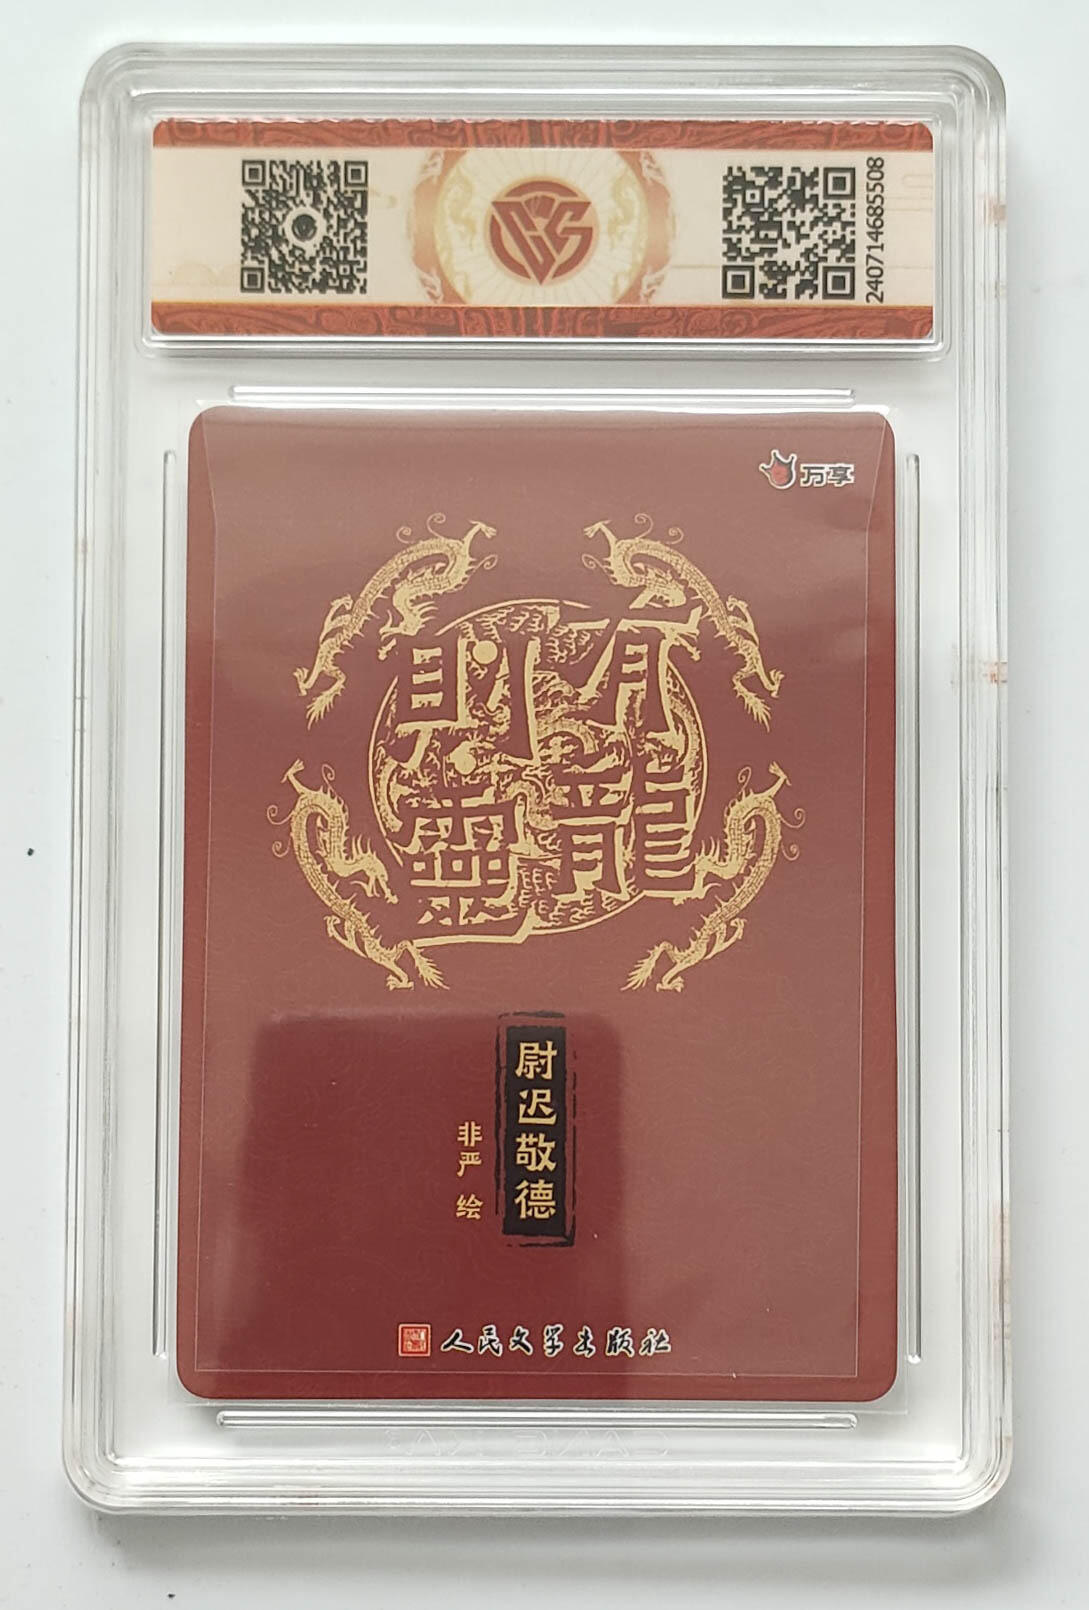 240714685508
万享
有龍
則靈
尉迟敬德
非严 绘
人民文学出版社